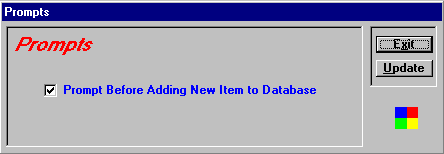 Prompts
Prompts
Exit
Update
Prompt Before Adding New Item to Database